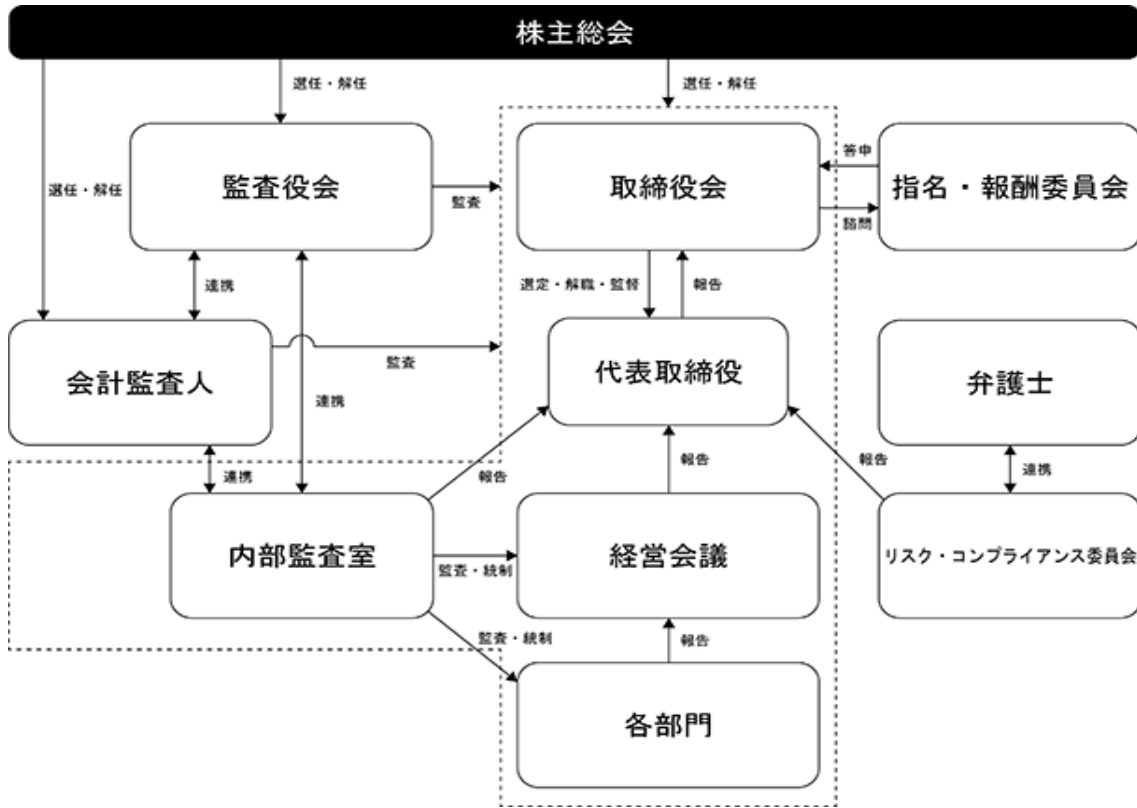 株主総会
選任・解任
選任・解任
選任・解任
監査役会
監査
取締役会
答申
諮問
指名・報酬委員会
連携
選定・解職・監督
報告
会計監査人
監査
連携
代表取締役
弁護士
連携
報告
報告
報告
連携
内部監査室
監査・統制
経営会議
リスク・コンプライアンス委員会
監査・統制
報告
各部門